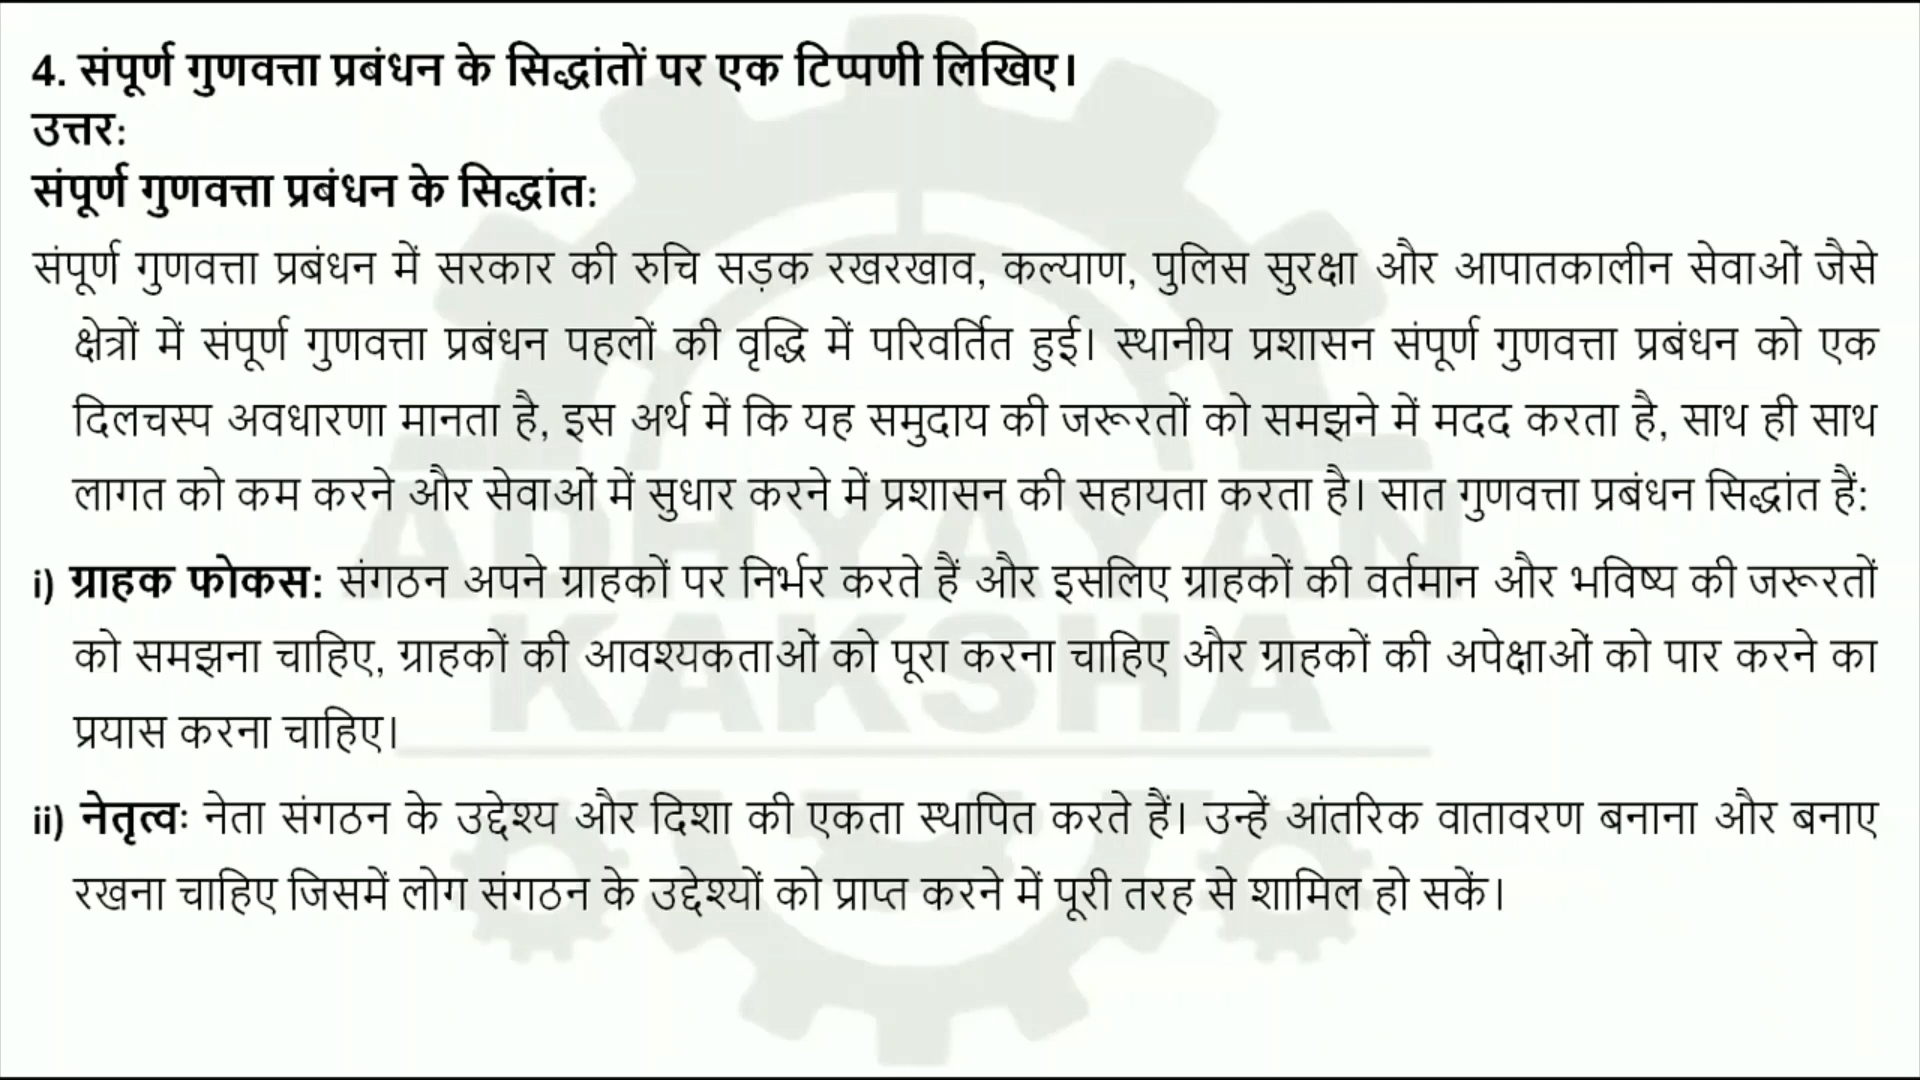 4. संपूर्ण गुणवत्ता प्रबंधन के सिद्धांतों पर एक टिप्पणी लिखिए।
उत्तर:
संपूर्ण गुणवत्ता प्रबंधन के सिद्धांत:
संपूर्ण गुणवत्ता प्रबंधन में सरकार की रुचि सड़क रखरखाव, कल्याण, पुलिस सुरक्षा और आपातकालीन सेवाओं जैसे
क्षेत्रों में संपूर्ण गुणवत्ता प्रबंधन पहलों की वृद्धि में परिवर्तित हुई। स्थानीय प्रशासन संपूर्ण गुणवत्ता प्रबंधन को एक
दिलचस्प अवधारणा मानता है, इस अर्थ में कि यह समुदाय की जरूरतों को समझने में मदद करता है, साथ ही साथ
लागत को कम करने और सेवाओं में सुधार करने में प्रशासन की सहायता करता है। सात गुणवत्ता प्रबंधन सिद्धांत हैं:
i) ग्राहक फोकस: संगठन अपने ग्राहकों पर निर्भर करते हैं और इसलिए ग्राहकों की वर्तमान और भविष्य की जरूरतों
को समझना चाहिए, ग्राहकों की आवश्यकताओं को पूरा करना चाहिए और ग्राहकों की अपेक्षाओं को पार करने का
प्रयास करना चाहिए।
ii) नेतृत्व: नेता संगठन के उद्देश्य और दिशा की एकता स्थापित करते हैं। उन्हें आंतरिक वातावरण बनाना और बनाए
रखना चाहिए जिसमें लोग संगठन के उद्देश्यों को प्राप्त करने में पूरी तरह से शामिल हो सकें।
ADHYAYAN
KAKSHA